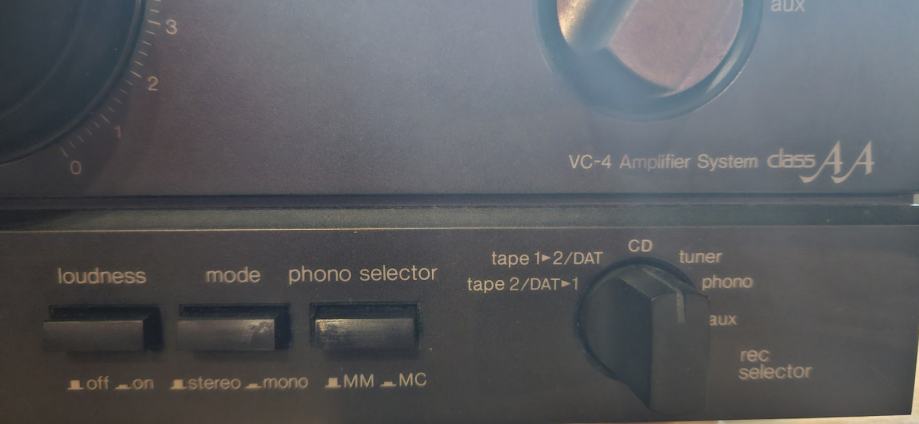 aux
3
2
1
0
VC-4 Amplifier System class AA
loudness mode phono selector
off on stereo mono MM MC
CD
tape 1▸2/DAT tuner
tape 2/DAT▸1 phono
aux
rec
selector